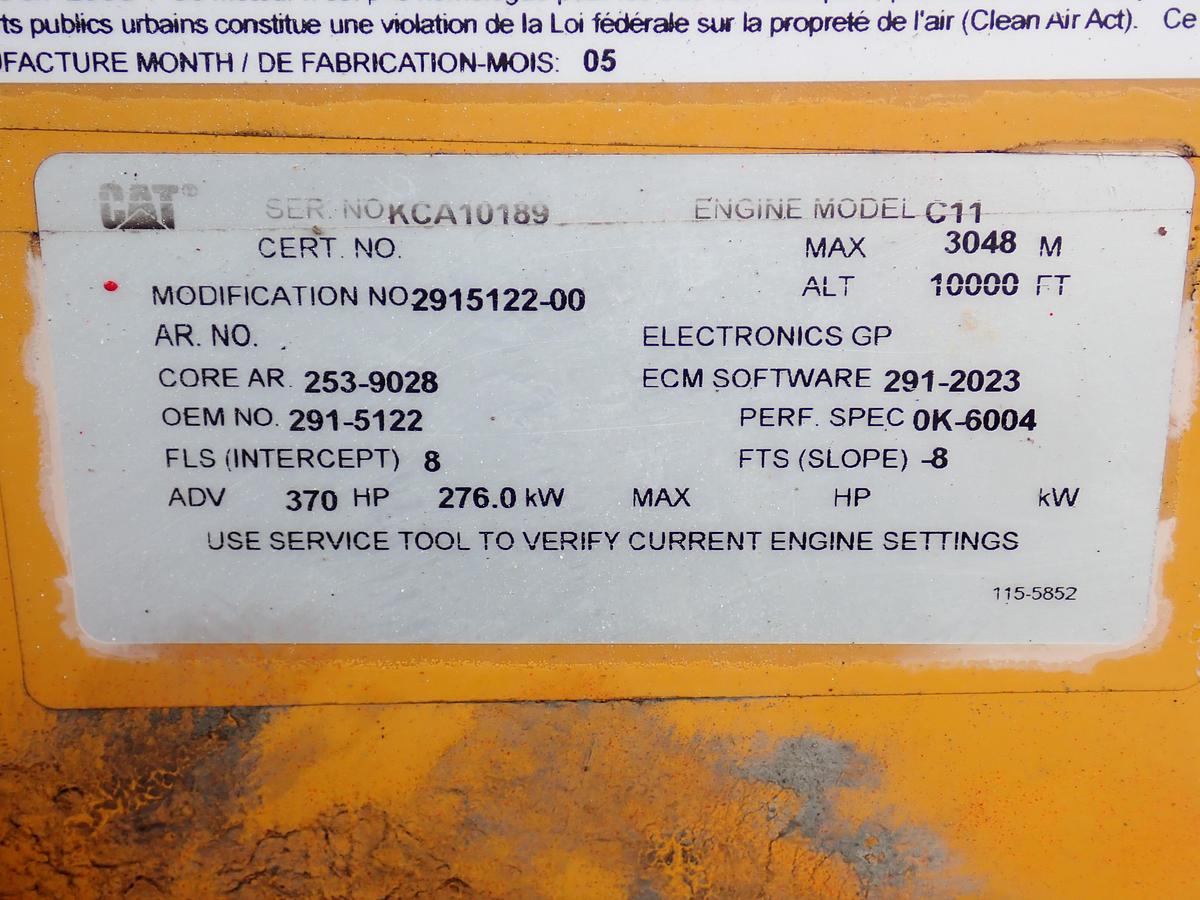 rts publics urbains constitue une violation de la Loi fédérale sur la propreté de l'air (Clean Air Act). Ce
UFACTURE MONTH / DE FABRICATION-MOIS: 05
CAT® SER. NO KCA10189 ENGINE MODEL C11
CERT. NO. MAX 3048 M
MODIFICATION NO 2915122-00 ALT 10000 FT
AR. NO. ELECTRONICS GP
CORE AR. 253-9028 ECM SOFTWARE 291-2023
OEM NO. 291-5122 PERF. SPEC 0K-6004
FLS (INTERCEPT) 8 FTS (SLOPE) -8
ADV 370 HP 276.0 kW MAX HP kW
USE SERVICE TOOL TO VERIFY CURRENT ENGINE SETTINGS
115-5852